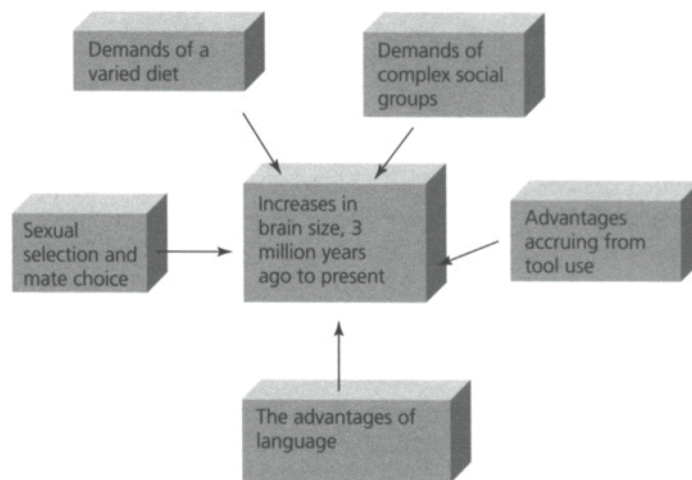 Demands of a
varied diet
Demands of
complex social
groups
Sexual
selection and
mate choice
Increases in
brain size, 3
million years
ago to present
Advantages
accruing from
tool use
The advantages of
language